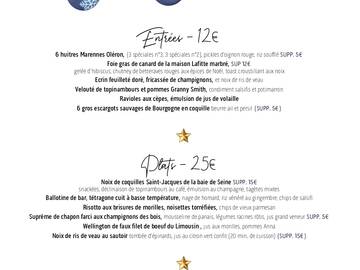 Entrées - 12€
6 huîtres Marennes Oléron, (3 spéciales n°3, 3 spéciales n°2), pickles d'oignon rouge, riz soufflé SUPP. 5€
Foie gras de canard de la maison Lafitte marbré, SUP 12€
gelée d'hibiscus, chutney de betteraves rouges aux épices de Noël, toast croustillant aux noix
Ecrin feuilleté doré, fricassée de champignons, et noisettes torréfiées
Velouté de topinambours et pommes Granny Smith, condiment salsifis et pétales de raisin
Ravioles aux cèpes, émulsion de jus de volaille
6 gros escargots sauvages de Bourgogne en coquille beurre ail et persil (SUPP. 5€)
Plats - 25€
Noix de coquilles Saint-Jacques de la baie de Seine SUPP. 15€
snackées, déclinaison de topinambours au café, émulsion au champagne, tagètes mixtes
Ballotine de bar, tétragone cuit à basse température, nage de homard, riz vénéré au gingembre, chips de salsifi
Risotto aux brisures de morilles, noisettes torréfiées, chips de vieux parmesan
Suprême de chapon farci aux champignons des bois, mousseline de panais, légumes racines rôtis, jus grand veneur SUPP. 5€
Wellington de faux filet de boeuf du Limousin, jus aux morilles, pommes Anna
Noix de ris de veau au sautoir tombée d'épinards, jus au citron vert confit (20 min. de cuisson) (SUPP. 15€)